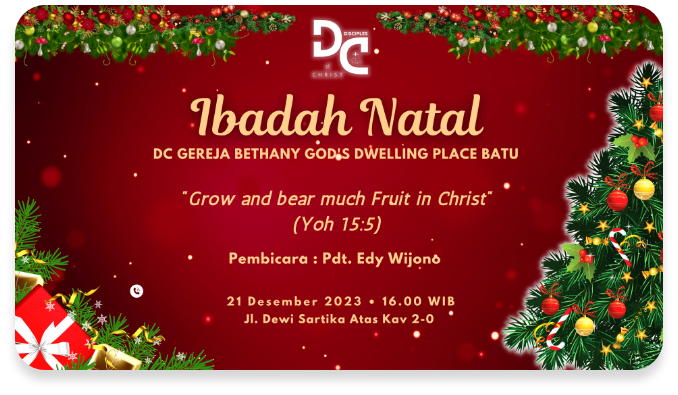 DISCIPLES
DC
of
CHRIST
Ibadah Natal
DC GEREJA BETHANY GOD'S DWELLING PLACE BATU
"Grow and bear much Fruit in Christ"
(Yoh 15:5)
Pembicara : Pdt. Edy Wijono
21 Desember 2023 • 16.00 WIB
Jl. Dewi Sartika Atas Kav 2-0